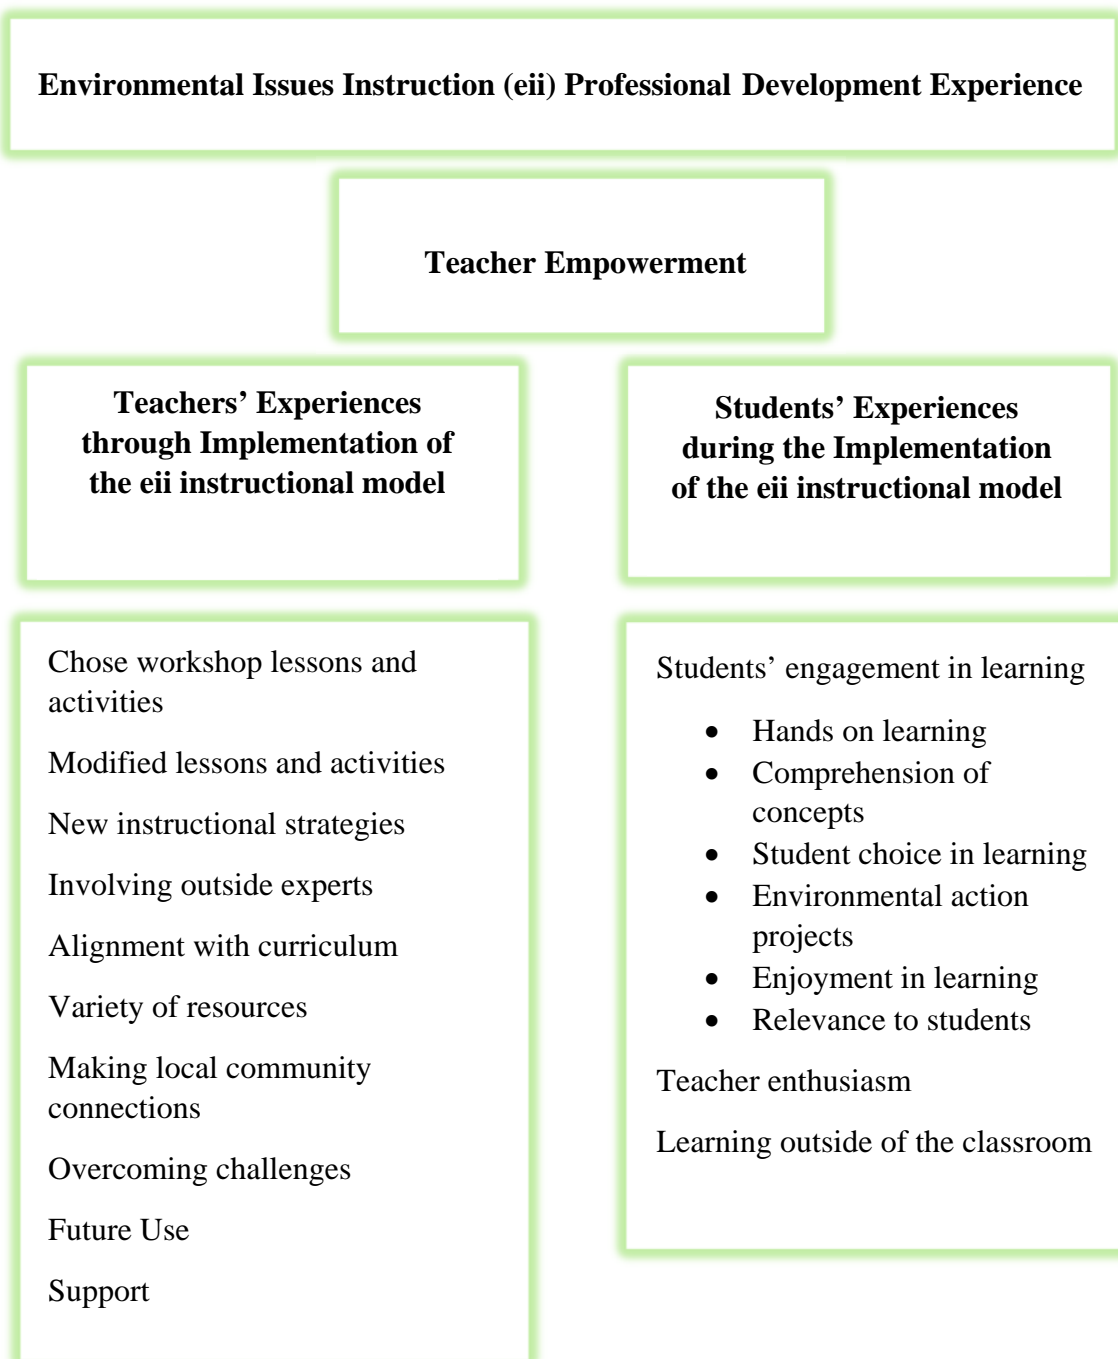 Environmental Issues Instruction (eii) Professional Development Experience
Teacher Empowerment
Teachers’ Experiences
through Implementation of
the eii instructional model
Students’ Experiences
during the Implementation
of the eii instructional model
Chose workshop lessons and
activities
Modified lessons and activities
New instructional strategies
Involving outside experts
Alignment with curriculum
Variety of resources
Making local community
connections
Overcoming challenges
Future Use
Support
Students’ engagement in learning
• Hands on learning
• Comprehension of
concepts
• Student choice in learning
• Environmental action
projects
• Enjoyment in learning
• Relevance to students
Teacher enthusiasm
Learning outside of the classroom